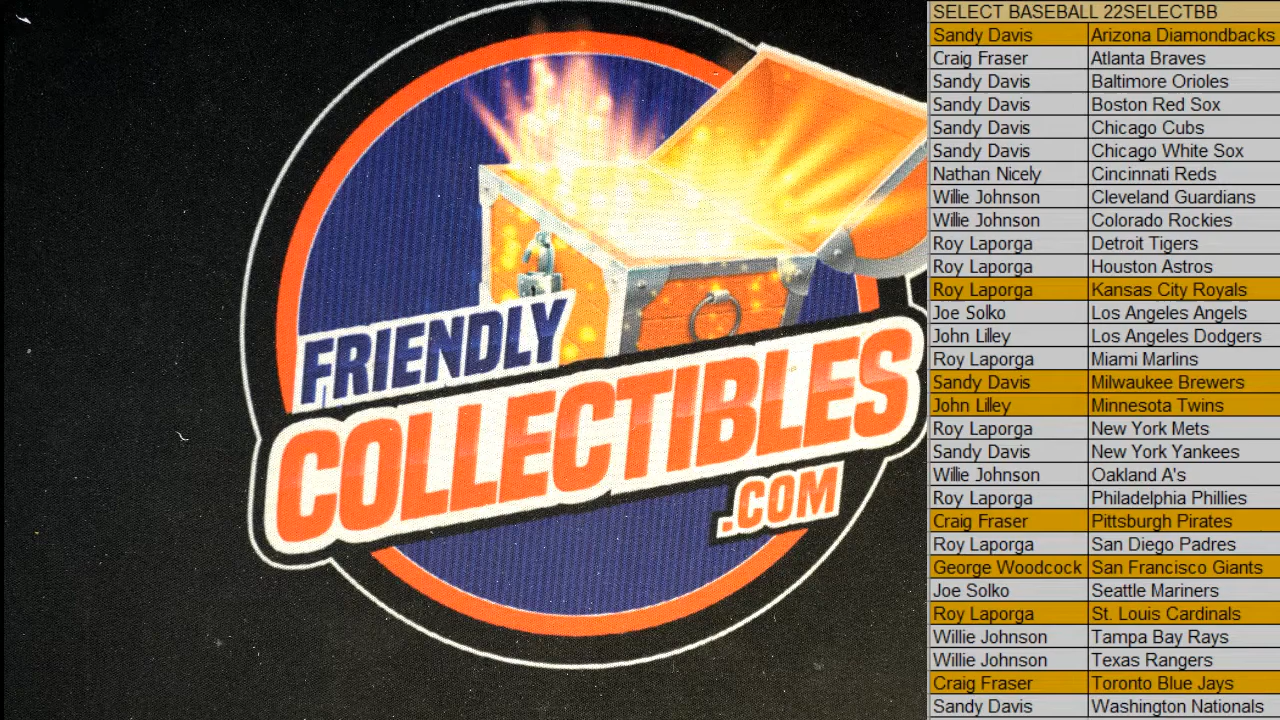 FRIENDLY
COLLECTIBLES
.COM
SELECT BASEBALL 22SELECTBB
Sandy Davis Arizona Diamondbacks
Craig Fraser Atlanta Braves
Sandy Davis Baltimore Orioles
Sandy Davis Boston Red Sox
Sandy Davis Chicago Cubs
Sandy Davis Chicago White Sox
Nathan Nicely Cincinnati Reds
Willie Johnson Cleveland Guardians
Willie Johnson Colorado Rockies
Roy Laporga Detroit Tigers
Roy Laporga Houston Astros
Roy Laporga Kansas City Royals
Joe Solko Los Angeles Angels
John Lilley Los Angeles Dodgers
Roy Laporga Miami Marlins
Sandy Davis Milwaukee Brewers
John Lilley Minnesota Twins
Roy Laporga New York Mets
Sandy Davis New York Yankees
Willie Johnson Oakland A's
Roy Laporga Philadelphia Phillies
Craig Fraser Pittsburgh Pirates
Roy Laporga San Diego Padres
George Woodcock San Francisco Giants
Joe Solko Seattle Mariners
Roy Laporga St. Louis Cardinals
Willie Johnson Tampa Bay Rays
Willie Johnson Texas Rangers
Craig Fraser Toronto Blue Jays
Sandy Davis Washington Nationals